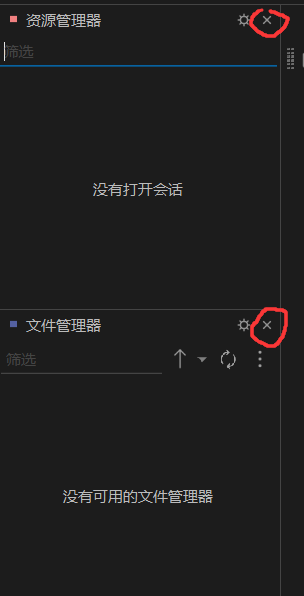 资源管理器
筛选
没有打开会话
文件管理器
筛选
没有可用的文件管理器